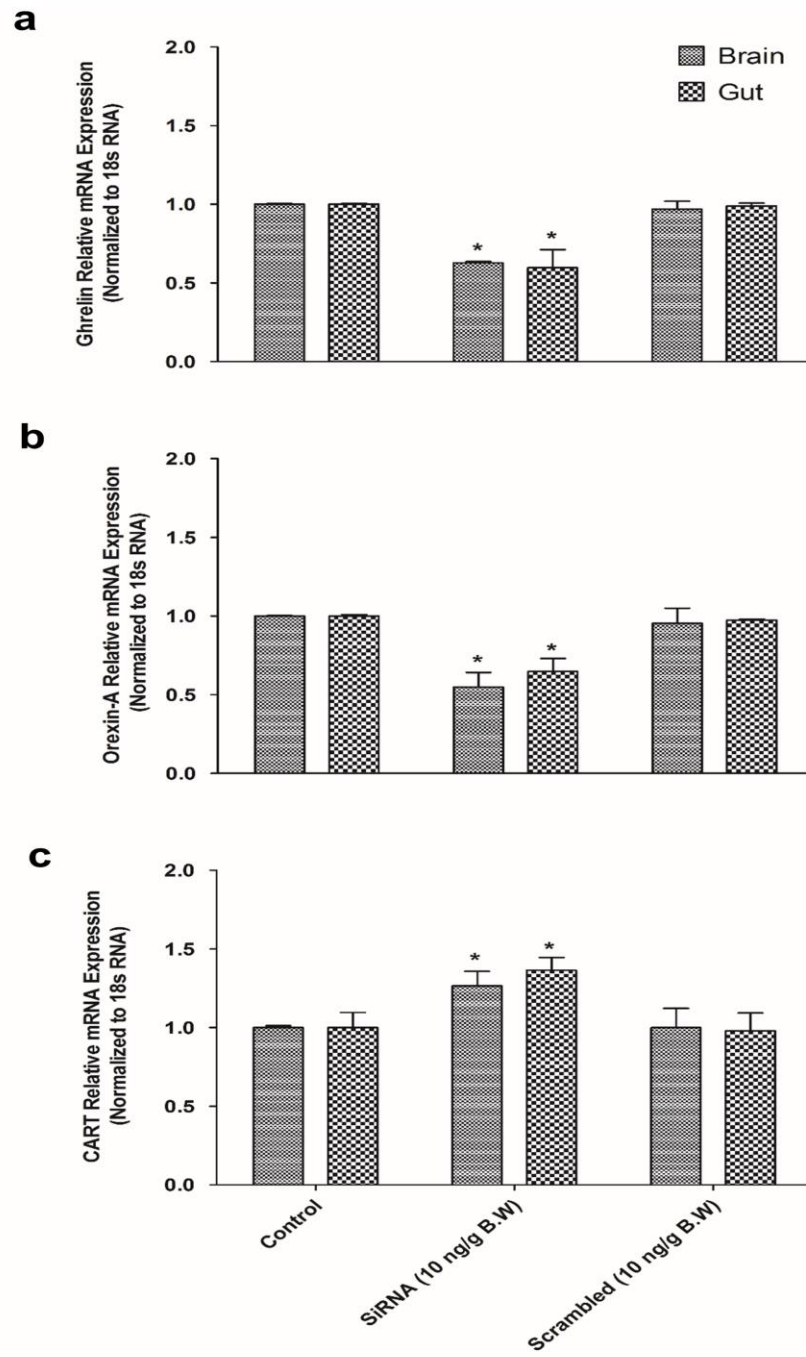 a
Ghrelin Relative mRNA Expression
(Normalized to 18s RNA)
2.0
1.5
1.0
0.5
0.0
Brain
Gut
*
*
b
Orexin-A Relative mRNA Expression
(Normalized to 18s RNA)
2.0
1.5
1.0
0.5
0.0
*
*
c
CART Relative mRNA Expression
(Normalized to 18s RNA)
2.0
1.5
1.0
0.5
0.0
*
*
Control
SiRNA (10 ng/g B.W)
Scrambled (10 ng/g B.W)